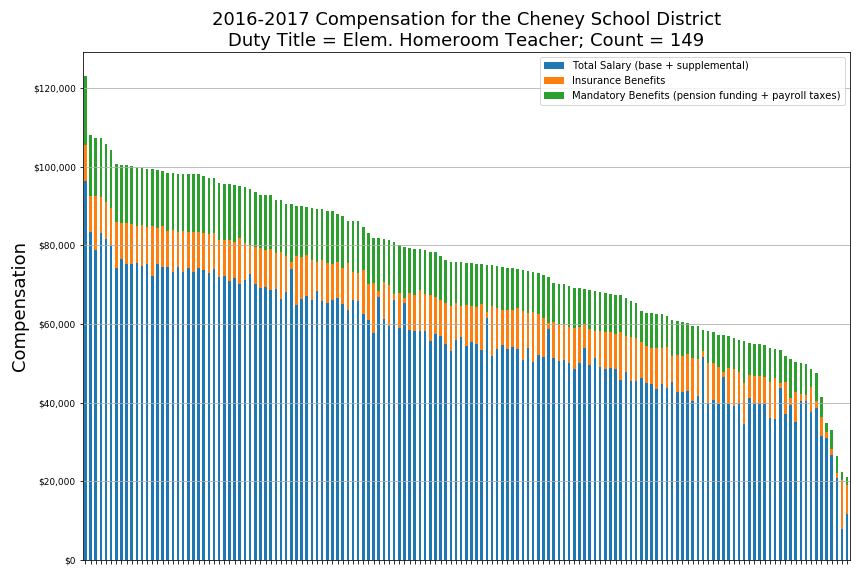 2016-2017 Compensation for the Cheney School District
Duty Title = Elem. Homeroom Teacher; Count = 149
Total Salary (base + supplemental)
Insurance Benefits
Mandatory Benefits (pension funding + payroll taxes)
$120,000
$100,000
$80,000
$60,000
$40,000
$20,000
$0
Compensation